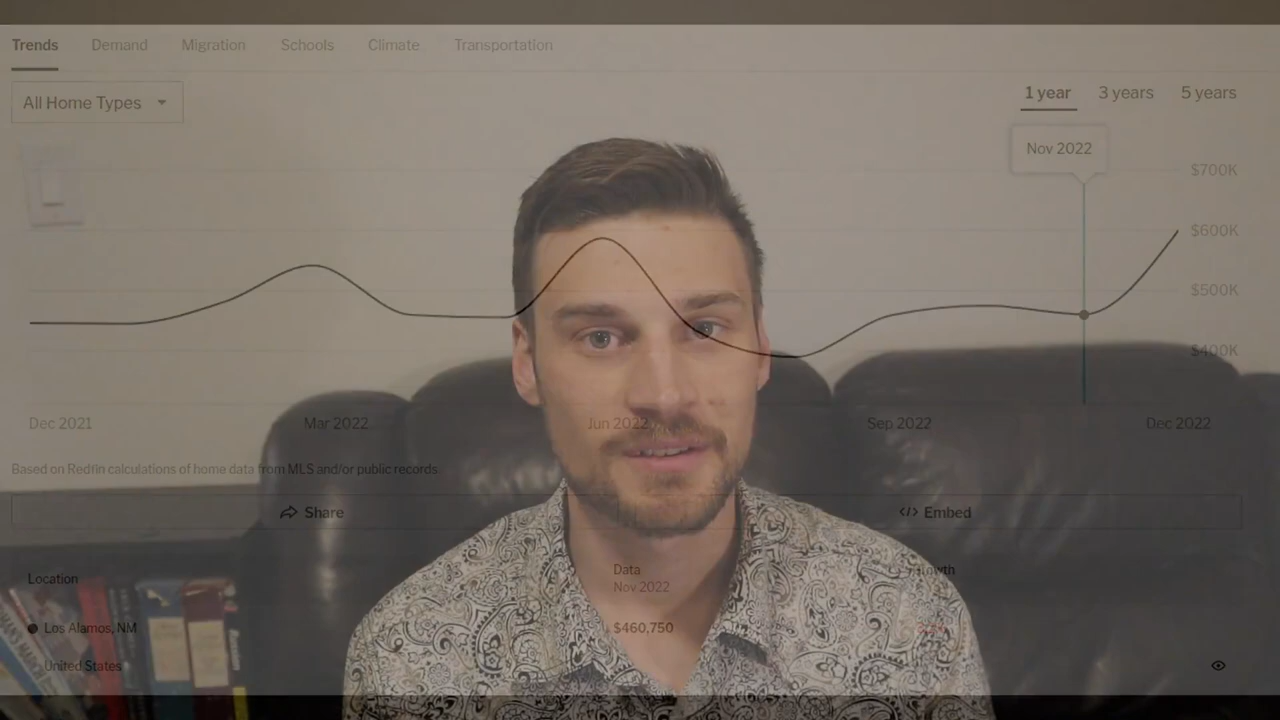 Trends Demand Migration Schools Climate Transportation
All Home Types
1 year 3 years 5 years
Nov 2022
$700K
$600K
$500K
$400K
Dec 2021 Mar 2022 Jun 2022 Sep 2022 Dec 2022
Based on Redfin calculations of home data from MLS and/or public records
Share
Embed
Location
Data
Nov 2022
Los Alamos, NM
$460,750
United States